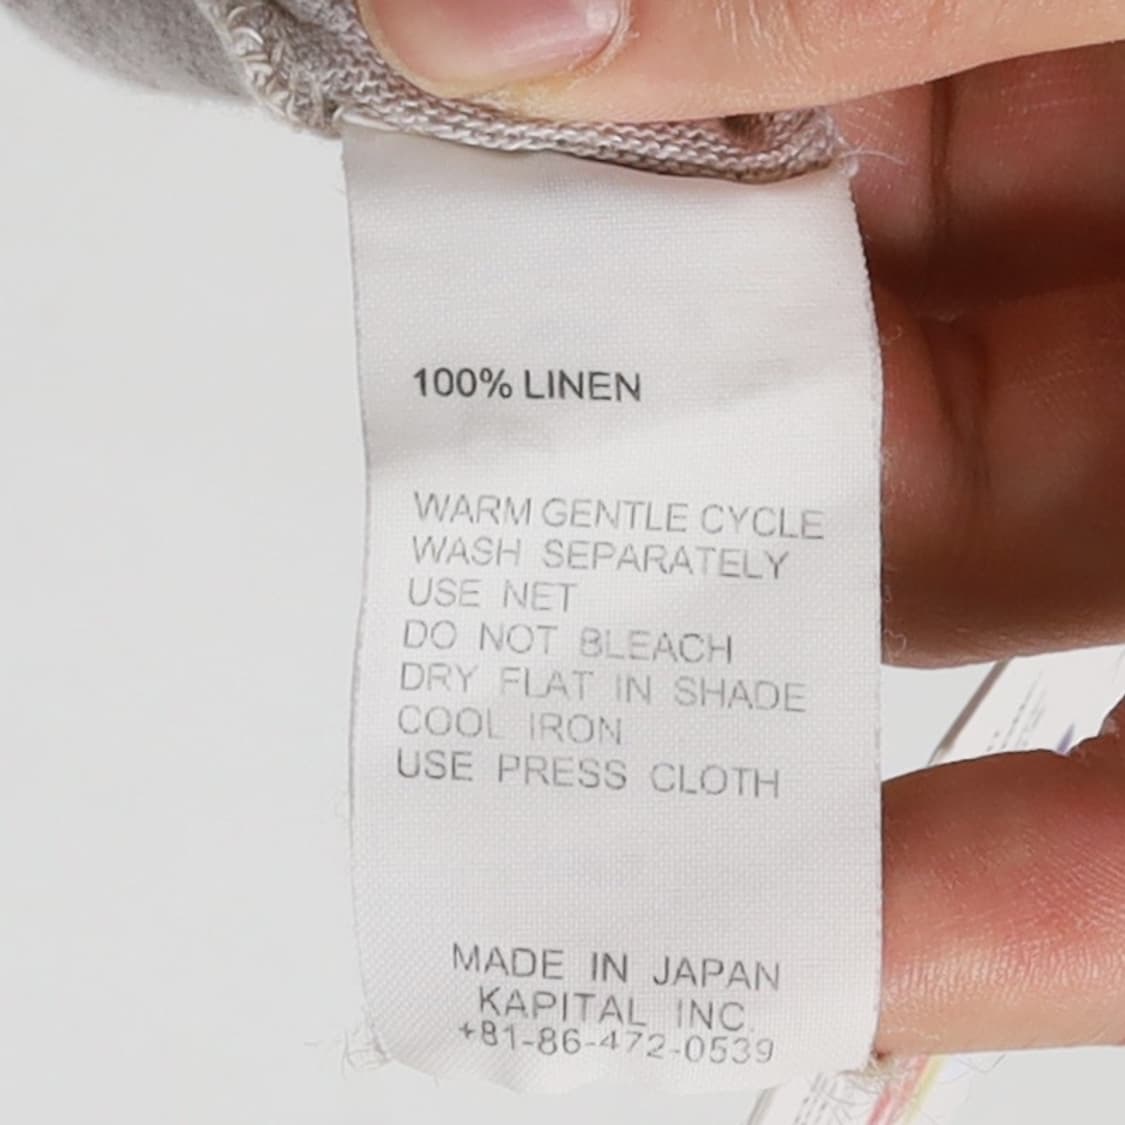 100% LINEN
WARM GENTLE CYCLE
WASH SEPARATELY
USE NET
DO NOT BLEACH
DRY FLAT IN SHADE
COOL IRON
USE PRESS CLOTH
MADE IN JAPAN
KAPITAL INC.
+81-86-472-0539